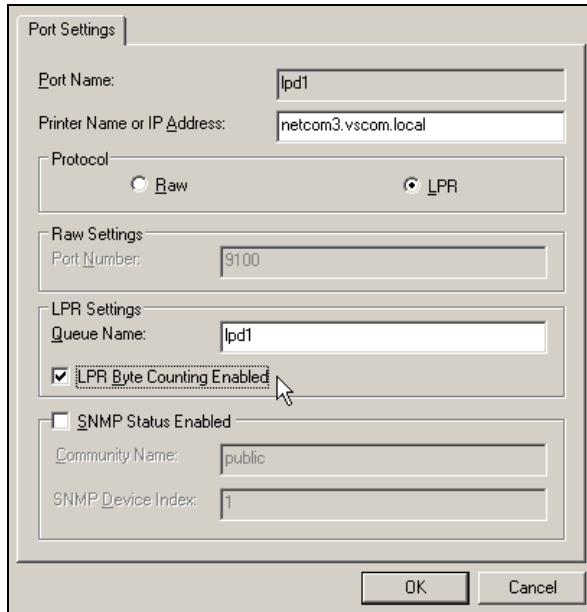 Port Settings
Port Name: lpd1
Printer Name or IP Address: netcom3.vscom.local
Protocol
Raw LPR
Raw Settings
Port Number: 9100
LPR Settings
Queue Name: lpd1
LPR Byte Counting Enabled
SNMP Status Enabled
Community Name: public
SNMP Device Index: 1
OK Cancel